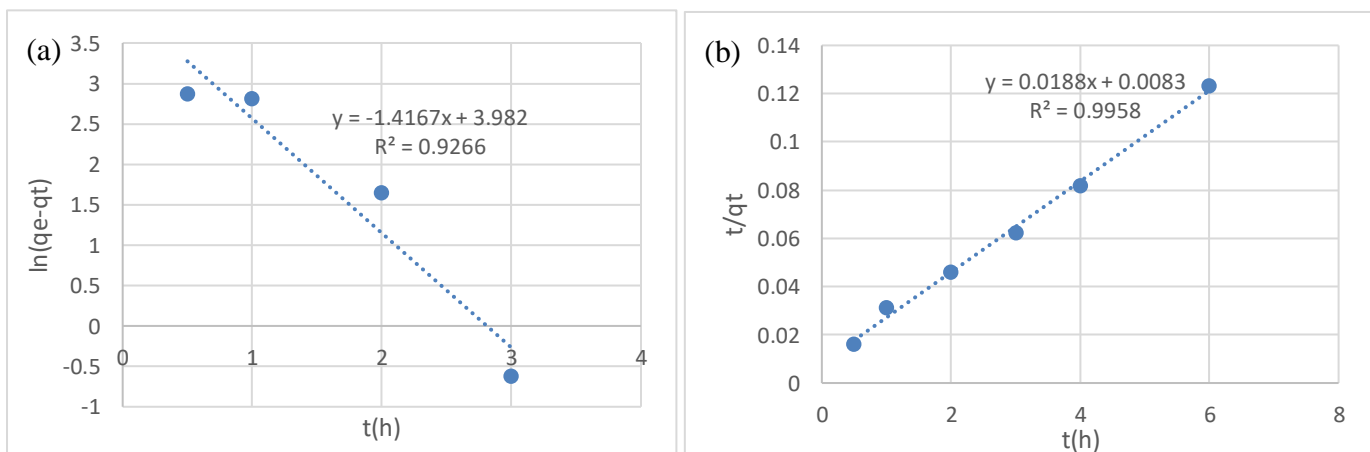 (a)
3.5
3
2.5
2
1.5
1
0.5
0
-0.5
-1
ln(qe-qt)
y = -1.4167x + 3.982
R² = 0.9266
0 1 2 3 4
t(h)
(b)
0.14
0.12
0.1
0.08
0.06
0.04
0.02
0
t/qt
y = 0.0188x + 0.0083
R² = 0.9958
0 2 4 6 8
t(h)